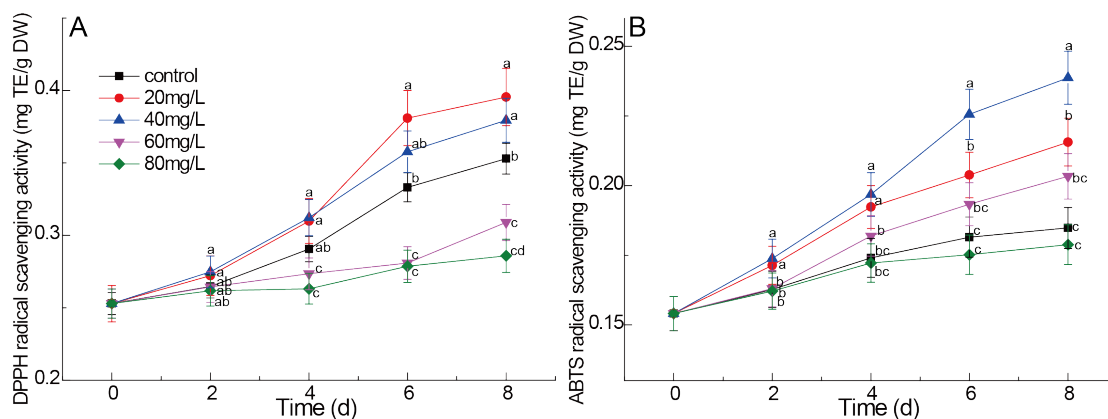 A
DPPH radical scavenging activity (mg TE/g DW)
0.4
0.3
0.2
control
20mg/L
40mg/L
60mg/L
80mg/L
a
a
ab
ab
ab
a
a
ab
c
c
a
ab
b
c
c
a
a
b
c
cd
0 2 4 6 8
Time (d)
B
ABTS radical scavenging activity (mg TE/g DW)
0.25
0.20
0.15
a
a
b
b
b
a
a
b
bc
bc
a
b
bc
c
c
a
b
bc
c
c
0 2 4 6 8
Time (d)